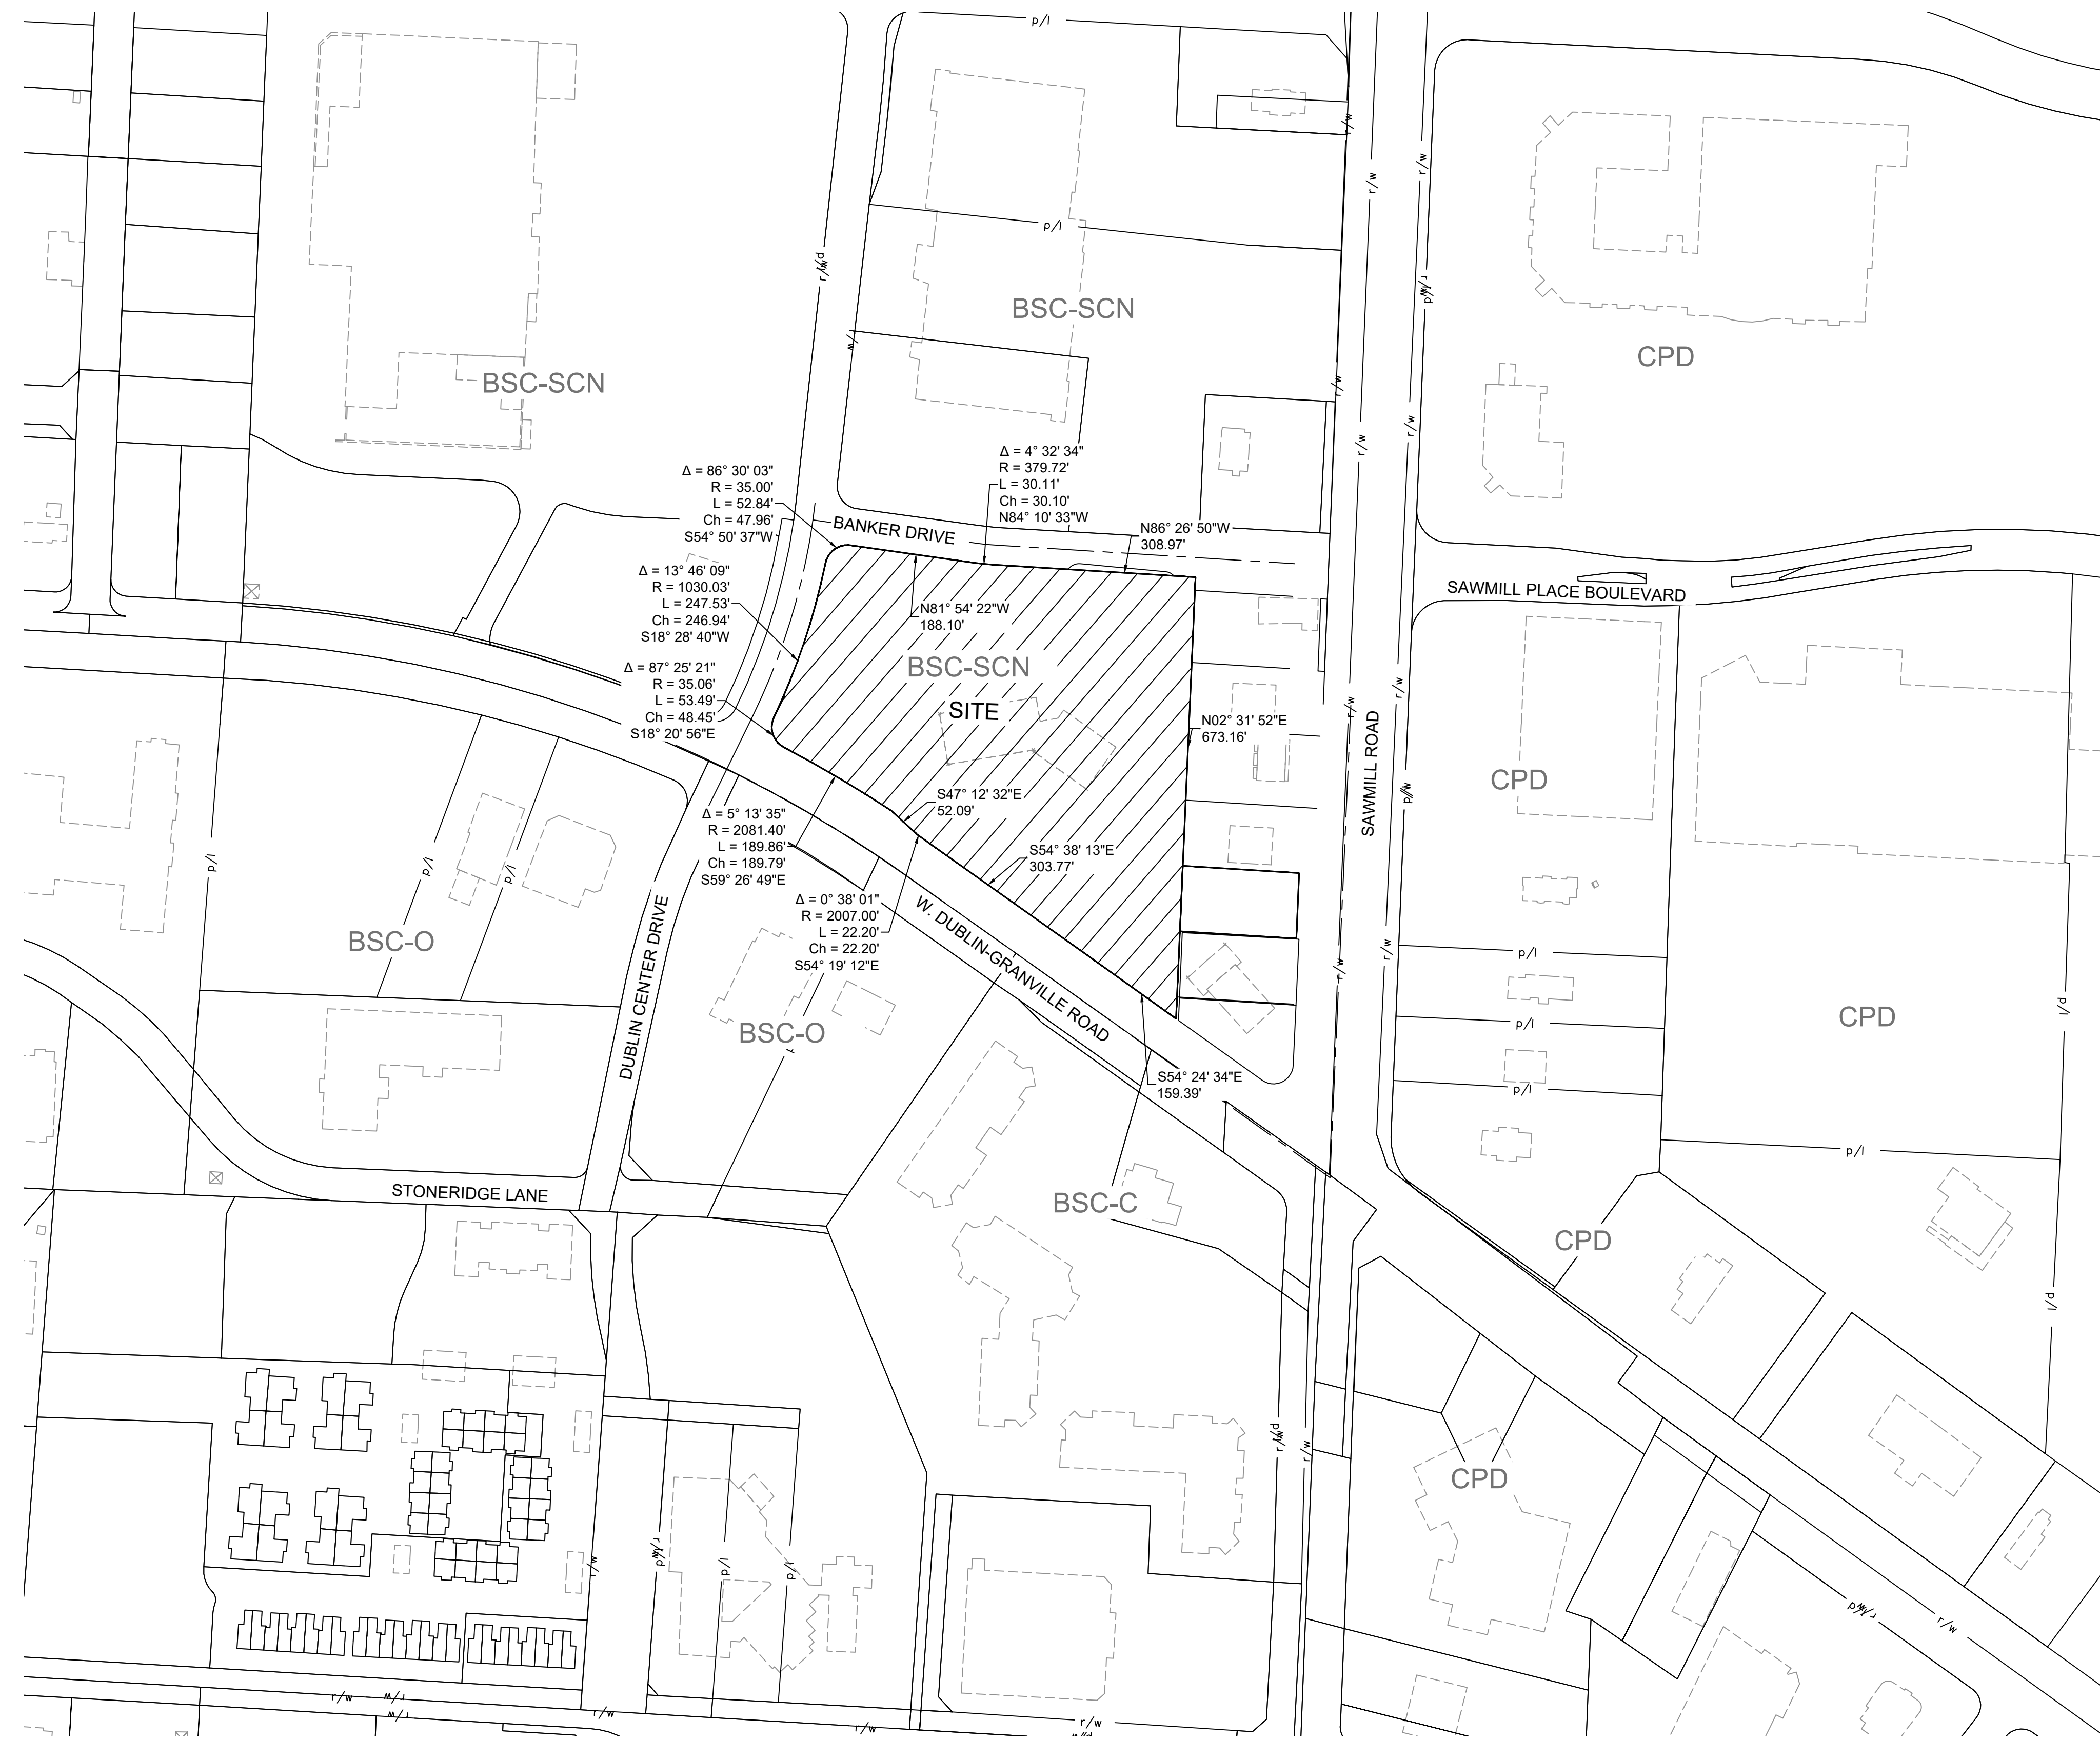 p/l
r/w
r/w
r/w
p/l
r/w
BSC-SCN
CPD
BSC-SCN
r/w
r/w
r/w
Δ = 4° 32' 34"
R = 379.72'
L = 30.11'
Ch = 30.10'
N84° 10' 33"W
Δ = 86° 30' 03"
R = 35.00'
L = 52.84'
Ch = 47.96'
S54° 50' 37"W
BANKER DRIVE
N86° 26' 50"W
308.97'
Δ = 13° 46' 09"
R = 1030.03'
L = 247.53'
Ch = 246.94'
S18° 28' 40"W
N81° 54' 22"W
188.10'
SAWMILL PLACE BOULEVARD
BSC-SCN
Δ = 87° 25' 21"
R = 35.06'
L = 53.49'
Ch = 48.45'
S18° 20' 56"E
SITE
N02° 31' 52"E
673.16'
r/w
r/w
SAWMILL ROAD
CPD
S47° 12' 32"E
52.09'
Δ = 5° 13' 35"
R = 2081.40'
L = 189.86'
Ch = 189.79'
S59° 26' 49"E
S54° 38' 13"E
303.77'
p/l
p/l
p/l
Δ = 0° 38' 01"
R = 2007.00'
L = 22.20'
Ch = 22.20'
S54° 19' 12"E
W. DUBLIN-GRANVILLE ROAD
BSC-O
DUBLIN CENTER DRIVE
r/w
r/w
p/l
p/l
p/l
CPD
BSC-O
S54° 24' 34"E
159.39'
p/l
p/l
STONERIDGE LANE
BSC-C
CPD
p/l
r/w
CPD
r/w
p/l
p/l
r/w
r/w
r/w
r/w
r/w
r/w
r/w